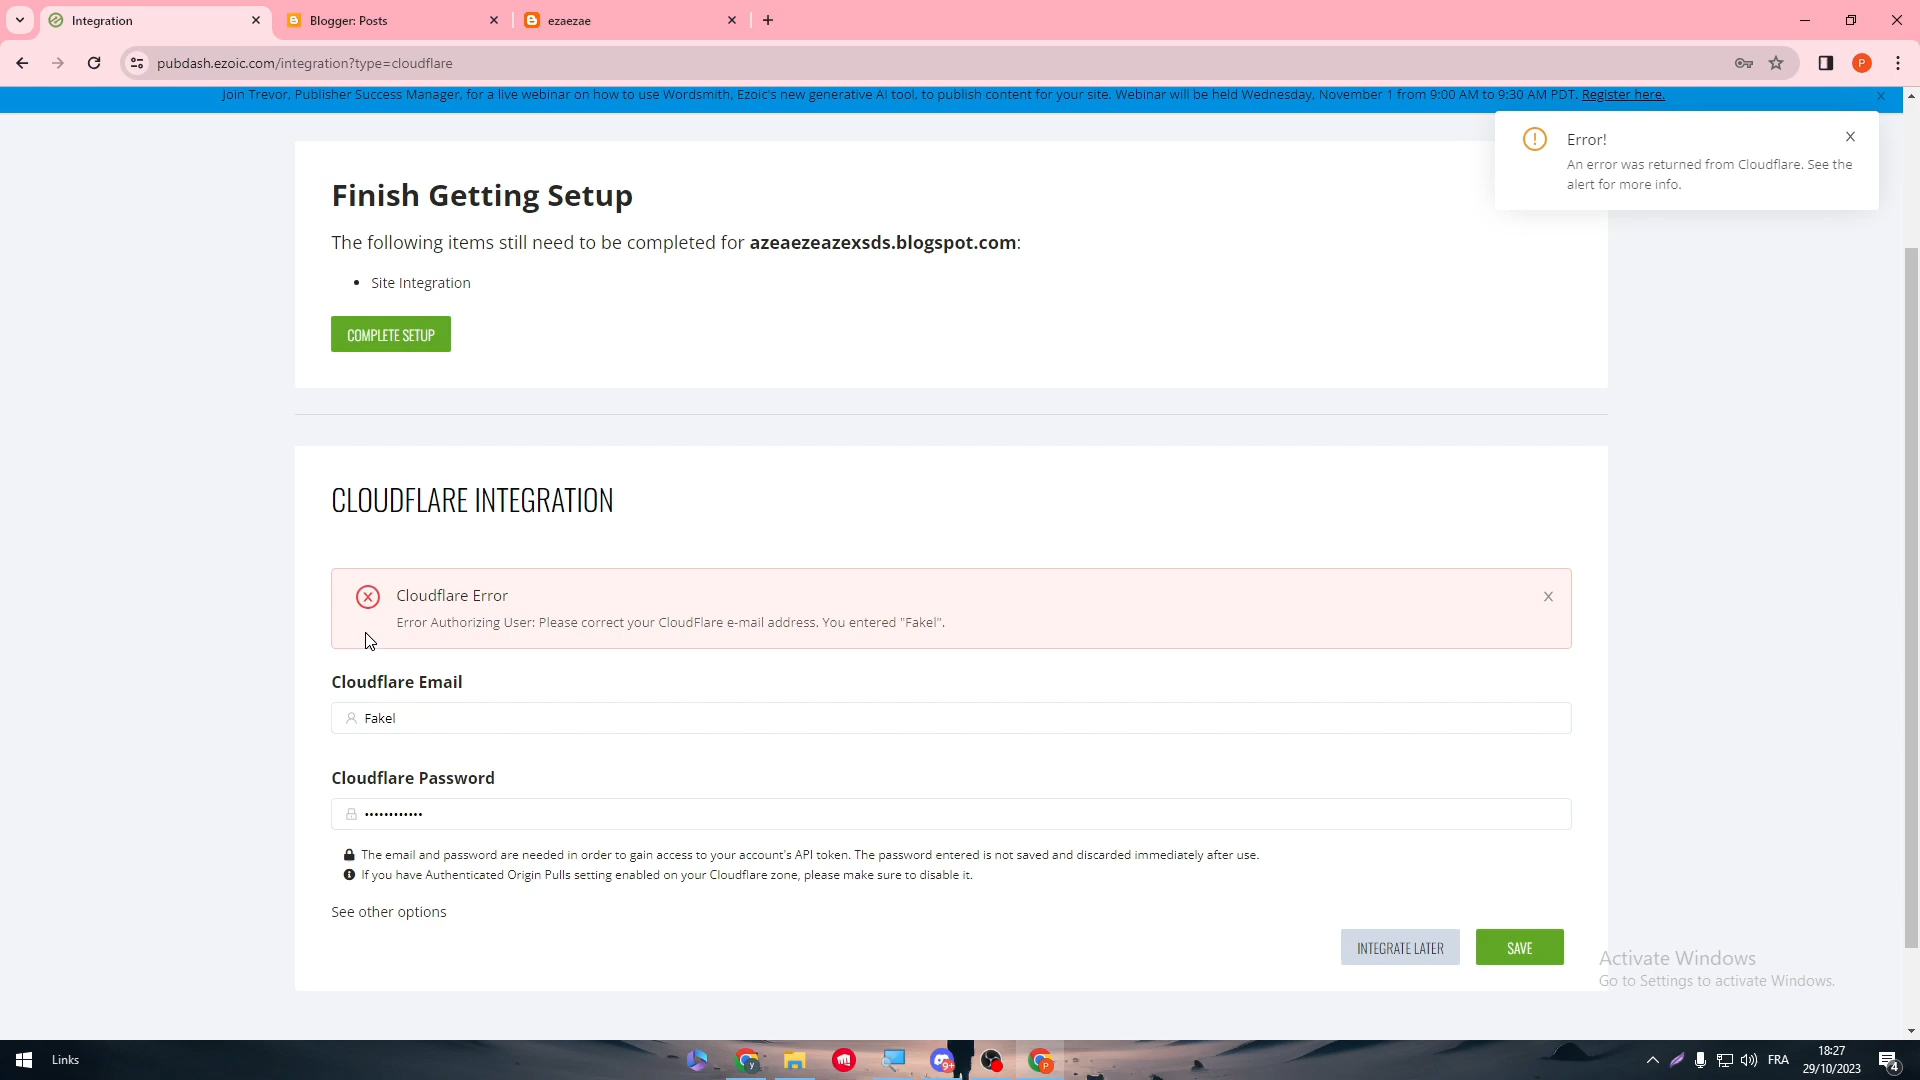 Integration
Blogger: Posts
ezaezae
pubdash.ezoic.com/integration?type=cloudflare
P
Join Trevor, Publisher Success Manager, for a live webinar on how to use Wordsmith, Ezoic's new generative AI tool, to publish content for your site. Webinar will be held Wednesday, November 1 from 9:00 AM to 9:30 AM PDT. Register here.
Error!
An error was returned from Cloudflare. See the
alert for more info.
Finish Getting Setup
The following items still need to be completed for azeaezeazexsds.blogspot.com:
• Site Integration
COMPLETE SETUP
CLOUDFLARE INTEGRATION
Cloudflare Error
Error Authorizing User: Please correct your CloudFlare e-mail address. You entered "Fakel".
Cloudflare Email
Fakel
Cloudflare Password
••••••••••••
The email and password are needed in order to gain access to your account's API token. The password entered is not saved and discarded immediately after use.
If you have Authenticated Origin Pulls setting enabled on your Cloudflare zone, please make sure to disable it.
See other options
INTEGRATE LATER
SAVE
Activate Windows
Go to Settings to activate Windows.
Links
y
9+
P
FRA
18:27
29/10/2023
4